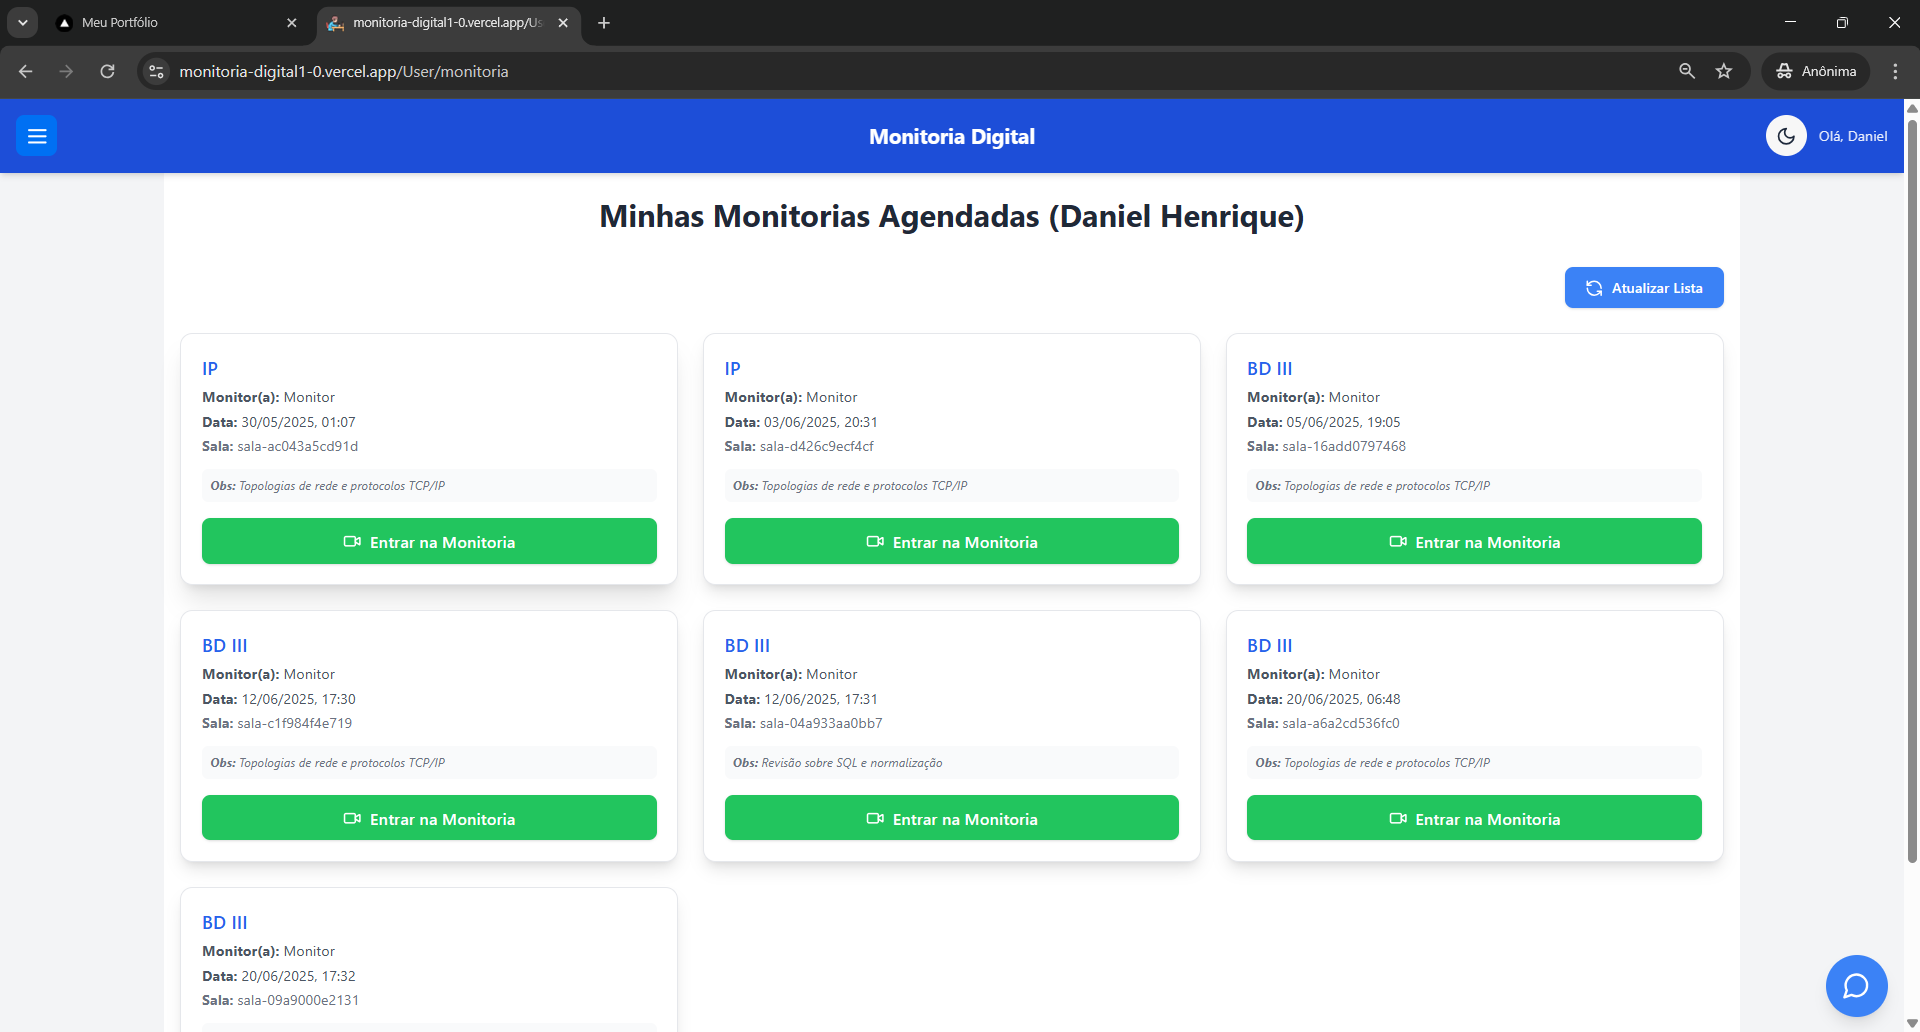 Meu Portfólio
monitoria-digital1-0.vercel.app/Us
monitoria-digital1-0.vercel.app/User/monitoria
Anônima
Monitoria Digital
Olá, Daniel
Minhas Monitorias Agendadas (Daniel Henrique)
Atualizar Lista
IP
Monitor(a): Monitor
Data: 30/05/2025, 01:07
Sala: sala-ac043a5cd91d
Obs: Topologias de rede e protocolos TCP/IP
Entrar na Monitoria
IP
Monitor(a): Monitor
Data: 03/06/2025, 20:31
Sala: sala-d426c9ecf4cf
Obs: Topologias de rede e protocolos TCP/IP
Entrar na Monitoria
BD III
Monitor(a): Monitor
Data: 05/06/2025, 19:05
Sala: sala-16add0797468
Obs: Topologias de rede e protocolos TCP/IP
Entrar na Monitoria
BD III
Monitor(a): Monitor
Data: 12/06/2025, 17:30
Sala: sala-c1f984f4e719
Obs: Topologias de rede e protocolos TCP/IP
Entrar na Monitoria
BD III
Monitor(a): Monitor
Data: 12/06/2025, 17:31
Sala: sala-04a933aa0bb7
Obs: Revisão sobre SQL e normalização
Entrar na Monitoria
BD III
Monitor(a): Monitor
Data: 20/06/2025, 06:48
Sala: sala-a6a2cd536fc0
Obs: Topologias de rede e protocolos TCP/IP
Entrar na Monitoria
BD III
Monitor(a): Monitor
Data: 20/06/2025, 17:32
Sala: sala-09a9000e2131